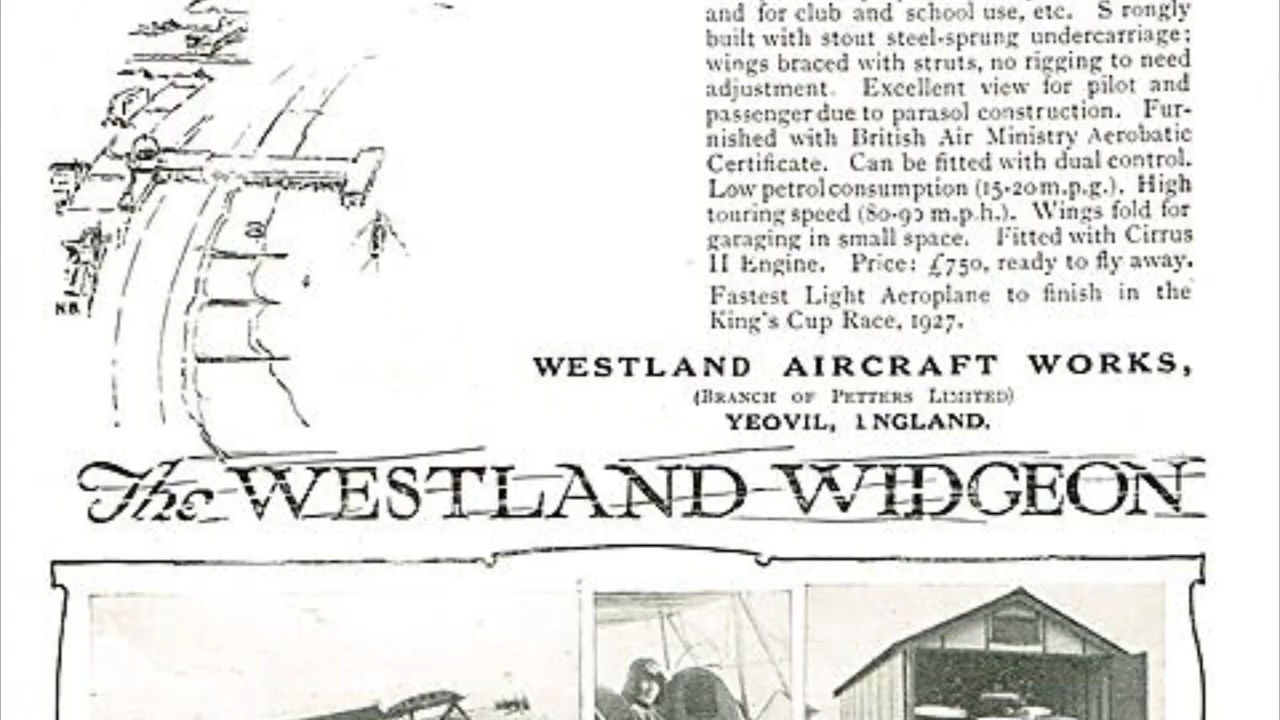 and for club and school use, etc. S rongly
built with stout steel-sprung undercarriage;
wings braced with struts, no rigging to need
adjustment. Excellent view for pilot and
passenger due to parasol construction. Fur-
nished with British Air Ministry Aerobatic
Certificate. Can be fitted with dual control.
Low petrol consumption (15-20 m.p.g.). High
touring speed (80-90 m.p.h.). Wings fold for
garaging in small space. Fitted with Cirrus
II Engine. Price: £750, ready to fly away.
Fastest Light Aeroplane to finish in the
King's Cup Race, 1927.
WESTLAND AIRCRAFT WORKS,
(BRANCH OF PETTERS LIMITED)
YEOVIL, ENGLAND.
N.B.
The WESTLAND WIDGEON